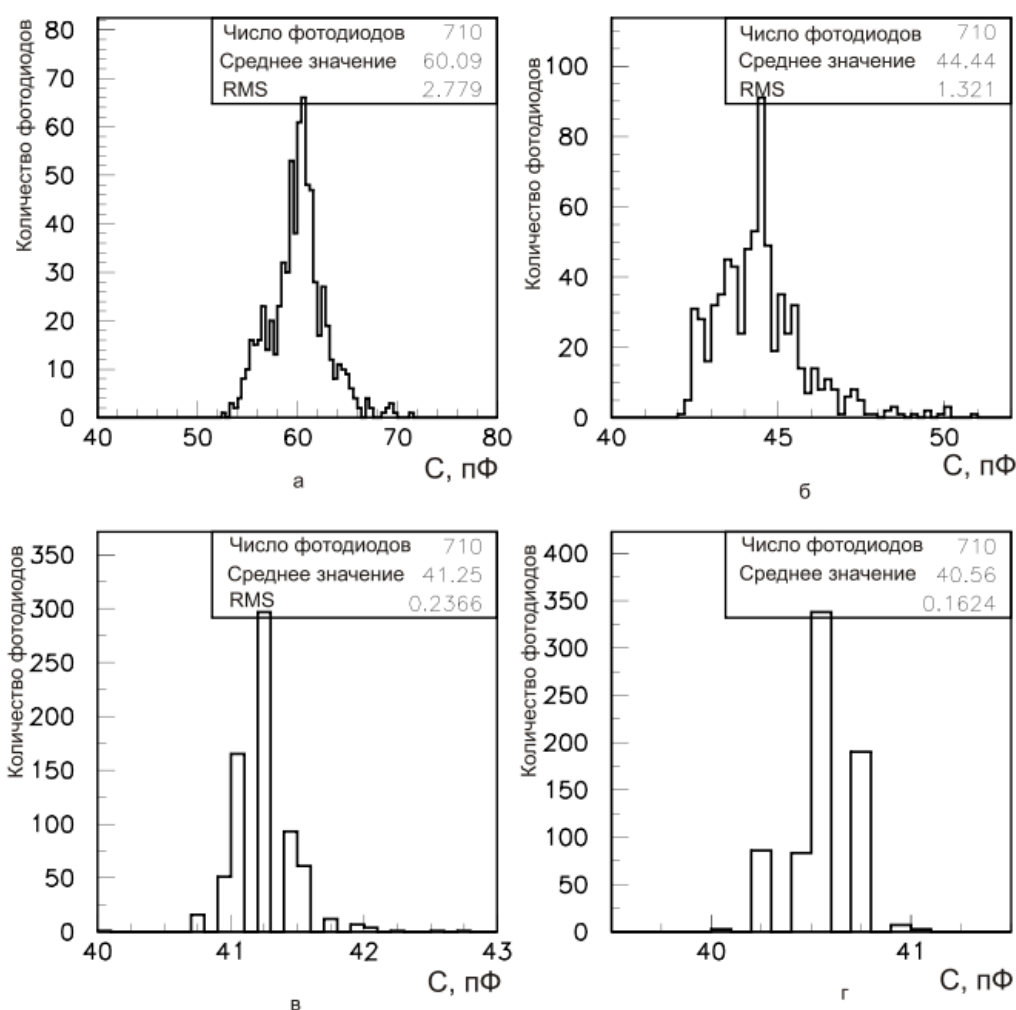 Количество фотодиодов
80
70
60
50
40
30
20
10
0
40
50
60
70
80
Число фотодиодов 710
Среднее значение 60.09
RMS 2.779
С, пФ
а
Количество фотодиодов
100
80
60
40
20
0
40
45
50
Число фотодиодов 710
Среднее значение 44.44
RMS 1.321
С, пФ
б
Количество фотодиодов
350
300
250
200
150
100
50
0
40
41
42
43
Число фотодиодов 710
Среднее значение 41.25
RMS 0.2366
С, пФ
в
Количество фотодиодов
400
350
300
250
200
150
100
50
0
40
41
Число фотодиодов 710
Среднее значение 40.56
0.1624
С, пФ
г